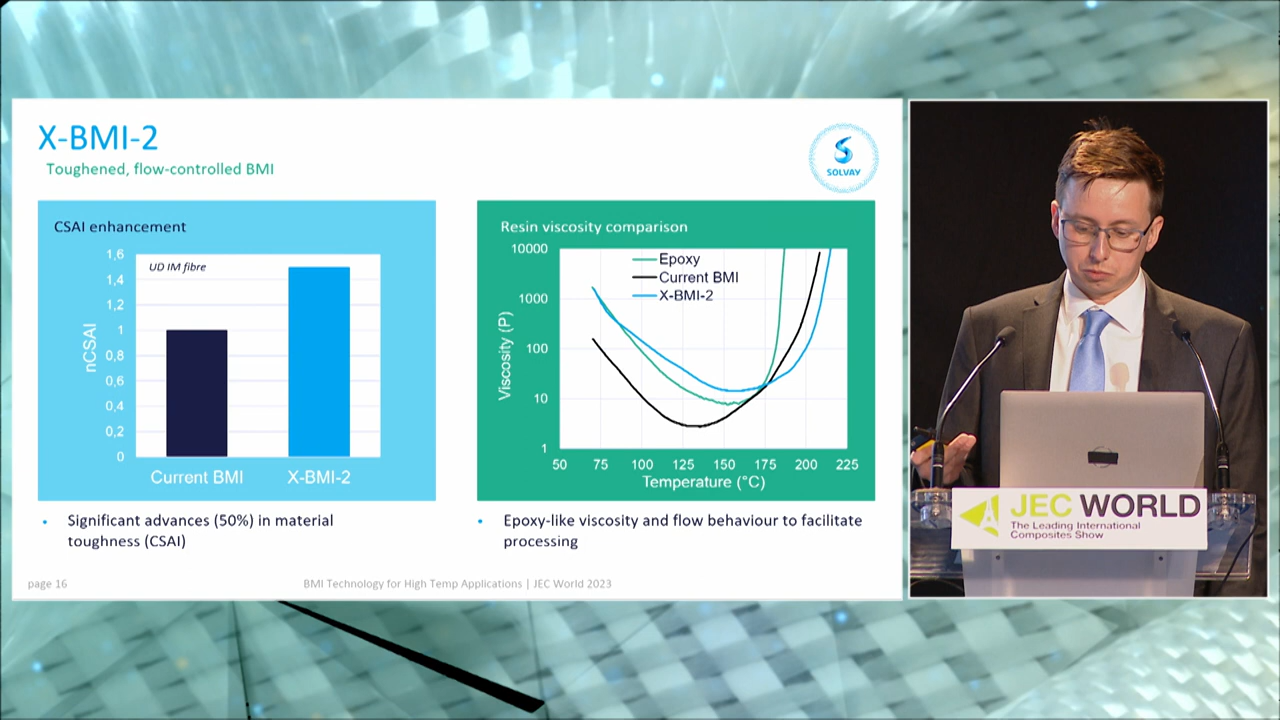 X-BMI-2
Toughened, flow-controlled BMI
SOLVAY
CSAI enhancement
UD IM fibre
nCSAI
1,6
1,4
1,2
1
0,8
0,6
0,4
0,2
0
Current BMI
X-BMI-2
Resin viscosity comparison
Epoxy
Current BMI
X-BMI-2
Viscosity (P)
10000
1000
100
10
1
50 75 100 125 150 175 200 225
Temperature (°C)
• Significant advances (50%) in material
toughness (CSAI)
• Epoxy-like viscosity and flow behaviour to facilitate
processing
page 16
BMI Technology for High Temp Applications | JEC World 2023
JEC WORLD
The Leading International
Composites Show